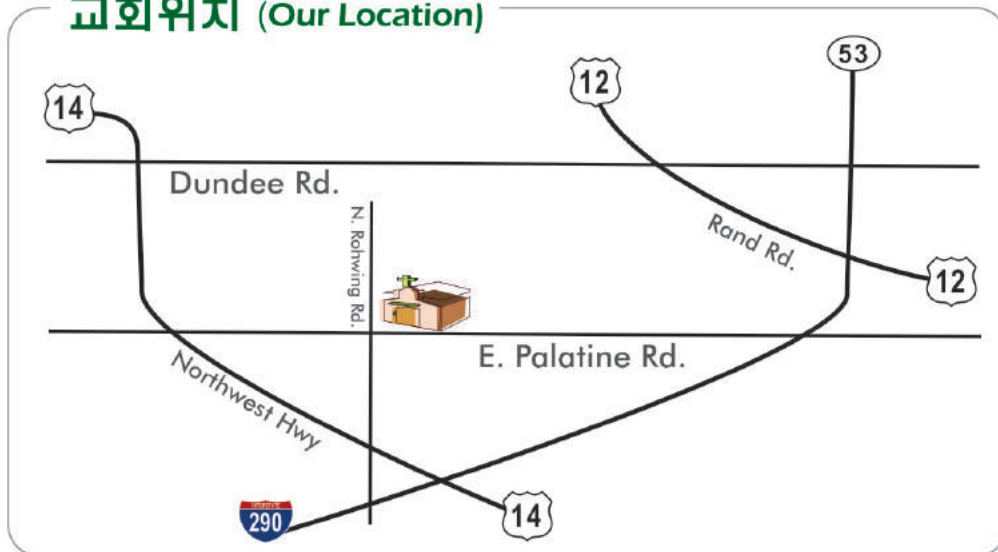 교회위치 (Our Location)
14
12
53
Dundee Rd.
N. Rohwing Rd.
Rand Rd.
12
E. Palatine Rd.
Northwest Hwy
290
14